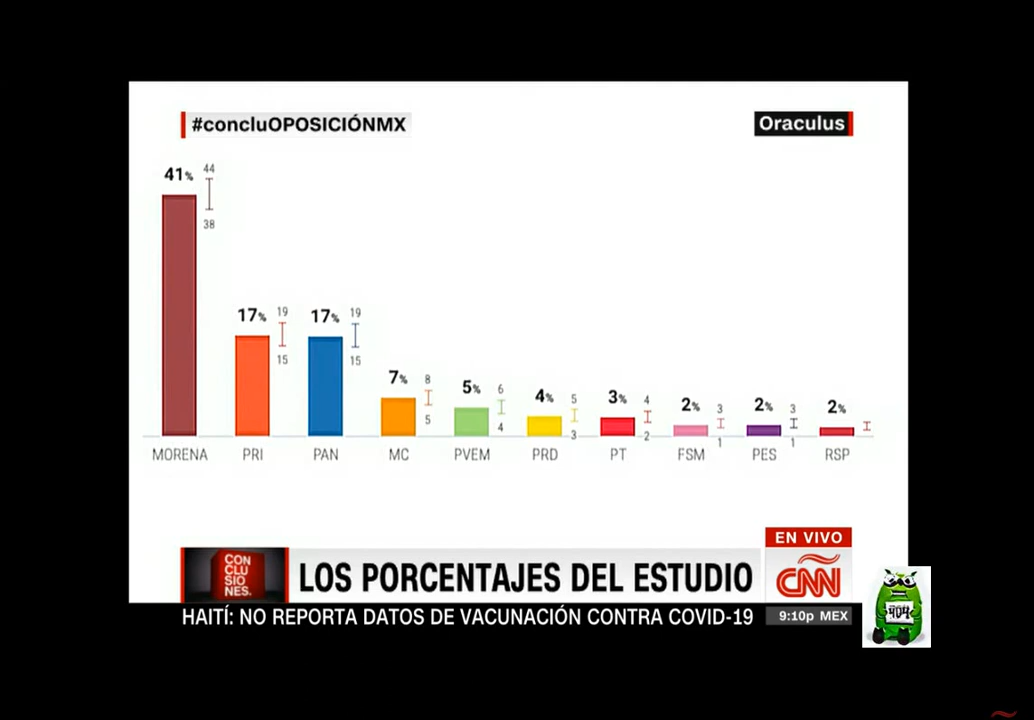 #concluOPOSICIÓNMX
Oraculus
41% 44
38
17% 19
15
17% 19
15
7% 8
5
5% 6
4
4% 5
3
3% 4
2
2% 3
1
2% 3
1
2%
MORENA PRI PAN MC PVEM PRD PT FSM PES RSP
CON
CLU
SIO
NES.
LOS PORCENTAJES DEL ESTUDIO
EN VIVO
CNN
HAITÍ: NO REPORTA DATOS DE VACUNACIÓN CONTRA COVID-19
9:10p MEX
404